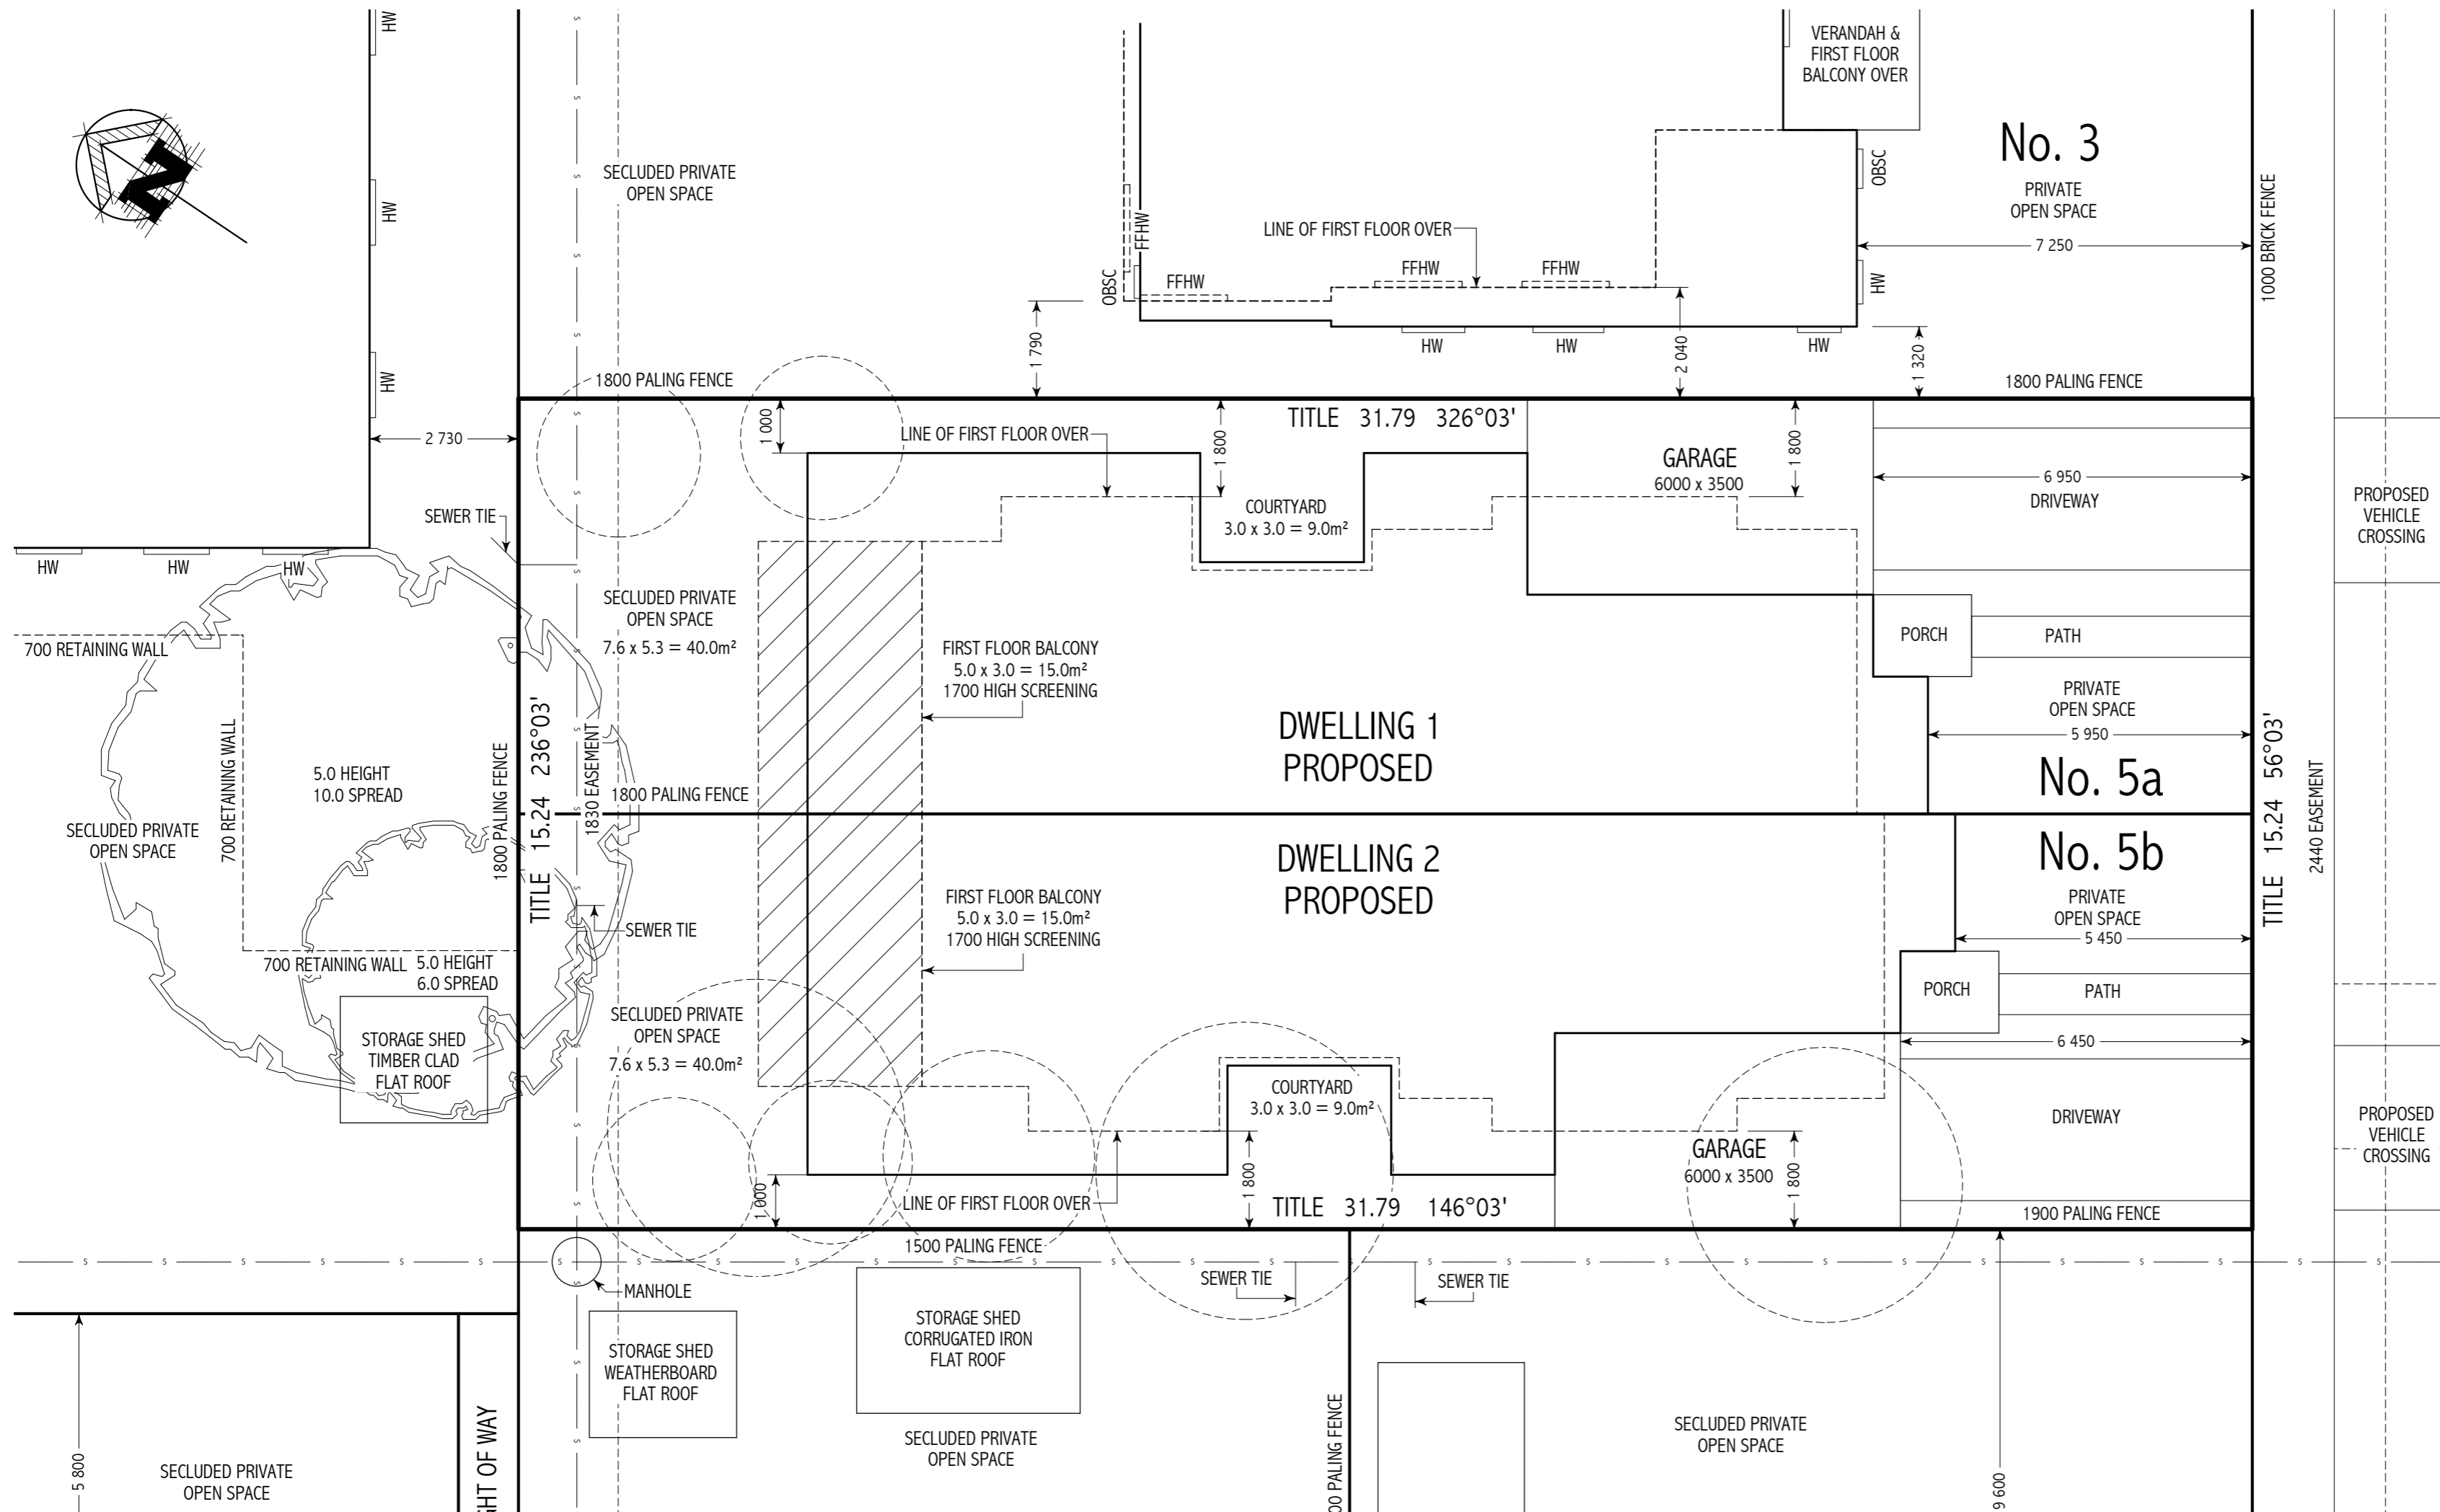 HW
HW
HW
HW
HW
HW
N
SECLUDED PRIVATE
OPEN SPACE
VERANDAH &
FIRST FLOOR
BALCONY OVER
No. 3
PRIVATE
OPEN SPACE
7 250
OBSC
HW
1000 BRICK FENCE
LINE OF FIRST FLOOR OVER
FFHW
FFHW
FFHW
FFHW
OBSC
HW
HW
HW
1 790
2 040
1 320
1800 PALING FENCE
1800 PALING FENCE
2 730
1 000
LINE OF FIRST FLOOR OVER
1 800
TITLE 31.79 326°03'
GARAGE
6000 x 3500
1 800
6 950
DRIVEWAY
PROPOSED
VEHICLE
CROSSING
SEWER TIE
COURTYARD
3.0 x 3.0 = 9.0m²
SECLUDED PRIVATE
OPEN SPACE
7.6 x 5.3 = 40.0m²
FIRST FLOOR BALCONY
5.0 x 3.0 = 15.0m²
1700 HIGH SCREENING
PORCH
PATH
PRIVATE
OPEN SPACE
5 950
No. 5a
DWELLING 1
PROPOSED
700 RETAINING WALL
700 RETAINING WALL
5.0 HEIGHT
10.0 SPREAD
SECLUDED PRIVATE
OPEN SPACE
1800 PALING FENCE
TITLE 15.24 236°03'
1830 EASEMENT
1800 PALING FENCE
TITLE 15.24 56°03'
2440 EASEMENT
DWELLING 2
PROPOSED
No. 5b
PRIVATE
OPEN SPACE
5 450
FIRST FLOOR BALCONY
5.0 x 3.0 = 15.0m²
1700 HIGH SCREENING
SEWER TIE
700 RETAINING WALL
5.0 HEIGHT
6.0 SPREAD
PORCH
PATH
6 450
STORAGE SHED
TIMBER CLAD
FLAT ROOF
SECLUDED PRIVATE
OPEN SPACE
7.6 x 5.3 = 40.0m²
COURTYARD
3.0 x 3.0 = 9.0m²
DRIVEWAY
PROPOSED
VEHICLE
CROSSING
GARAGE
6000 x 3500
1 800
1 000
LINE OF FIRST FLOOR OVER
1 800
TITLE 31.79 146°03'
1900 PALING FENCE
1500 PALING FENCE
MANHOLE
SEWER TIE
SEWER TIE
STORAGE SHED
WEATHERBOARD
FLAT ROOF
STORAGE SHED
CORRUGATED IRON
FLAT ROOF
SECLUDED PRIVATE
OPEN SPACE
SECLUDED PRIVATE
OPEN SPACE
PALING FENCE
9 600
5 800
SECLUDED PRIVATE
OPEN SPACE
OF WAY